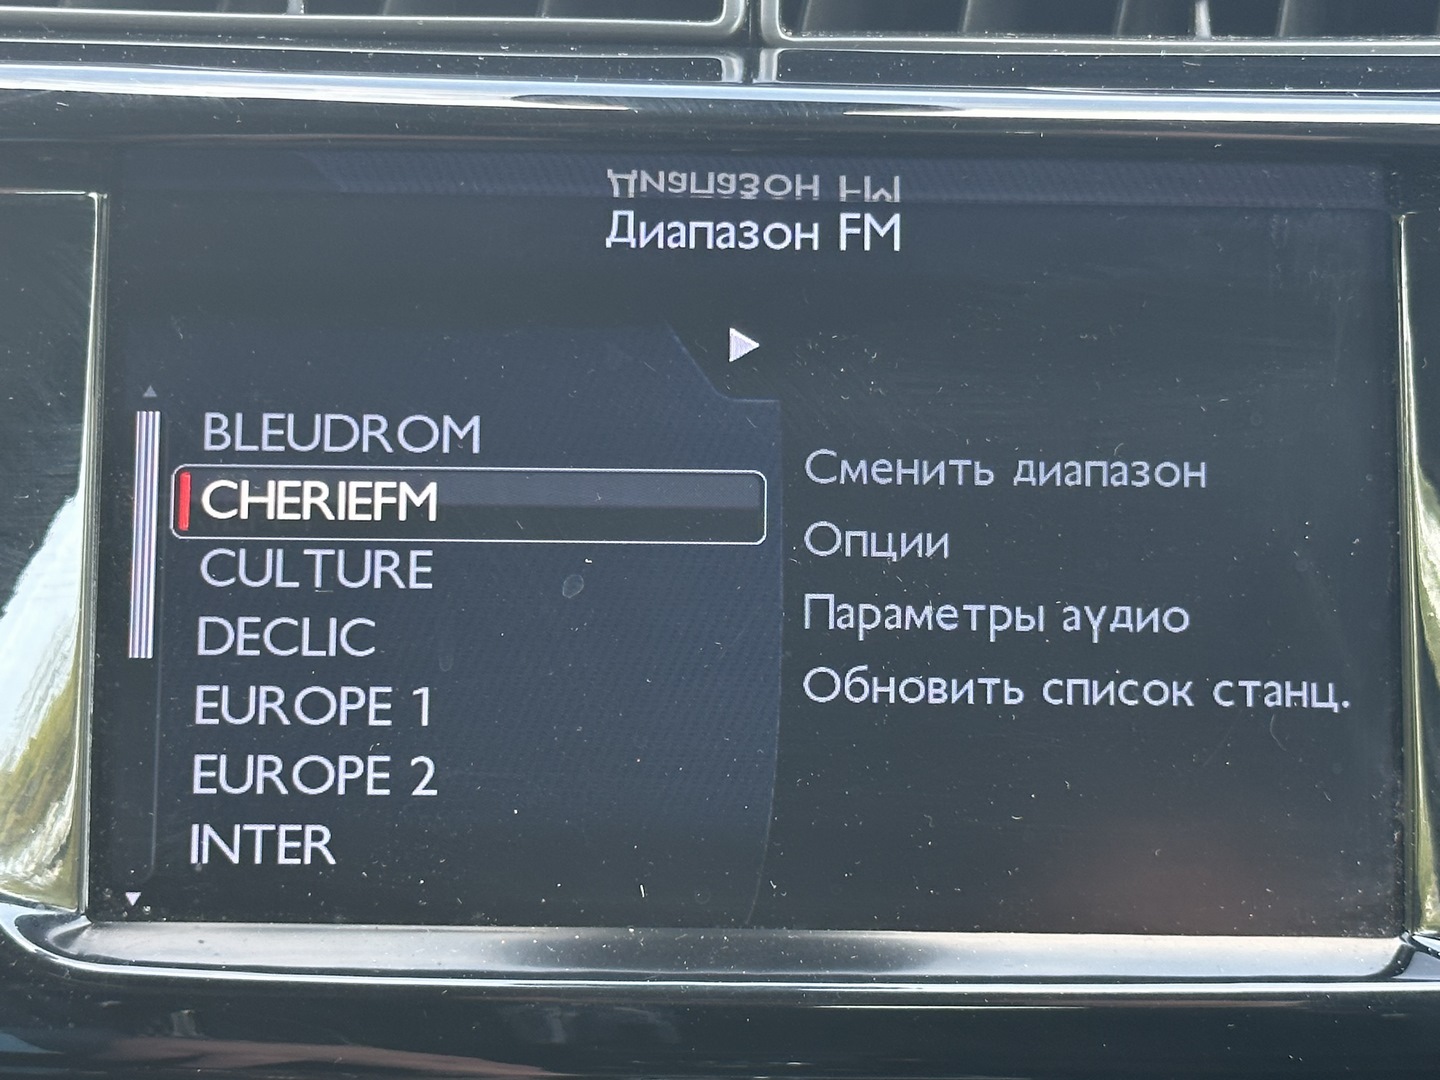 Диапазон FM
BLEUDROM
CHERIEFM
CULTURE
DECLIC
EUROPE 1
EUROPE 2
INTER
Сменить диапазон
Опции
Параметры аудио
Обновить список станц.